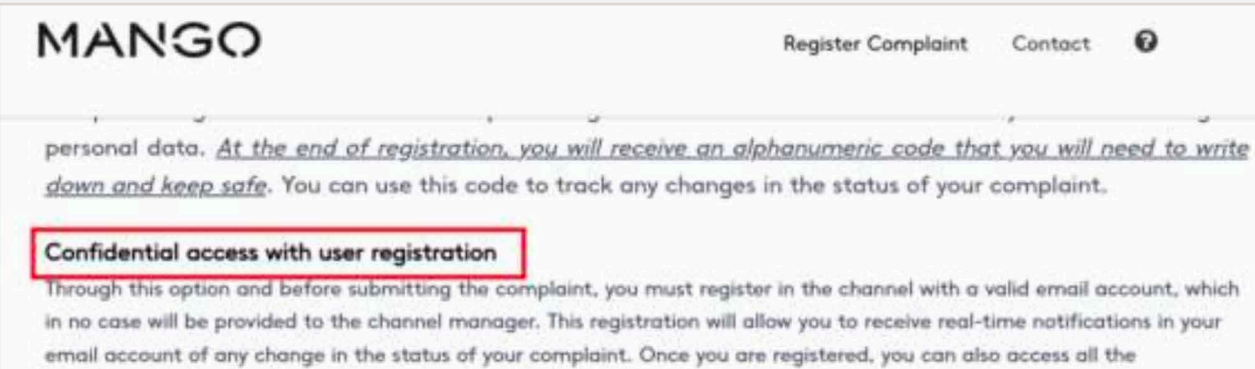 MANGO
Register Complaint Contact ?
personal data. At the end of registration, you will receive an alphanumeric code that you will need to write
down and keep safe. You can use this code to track any changes in the status of your complaint.
Confidential access with user registration
Through this option and before submitting the complaint, you must register in the channel with a valid email account, which
in no case will be provided to the channel manager. This registration will allow you to receive real-time notifications in your
email account of any change in the status of your complaint. Once you are registered, you can also access all the